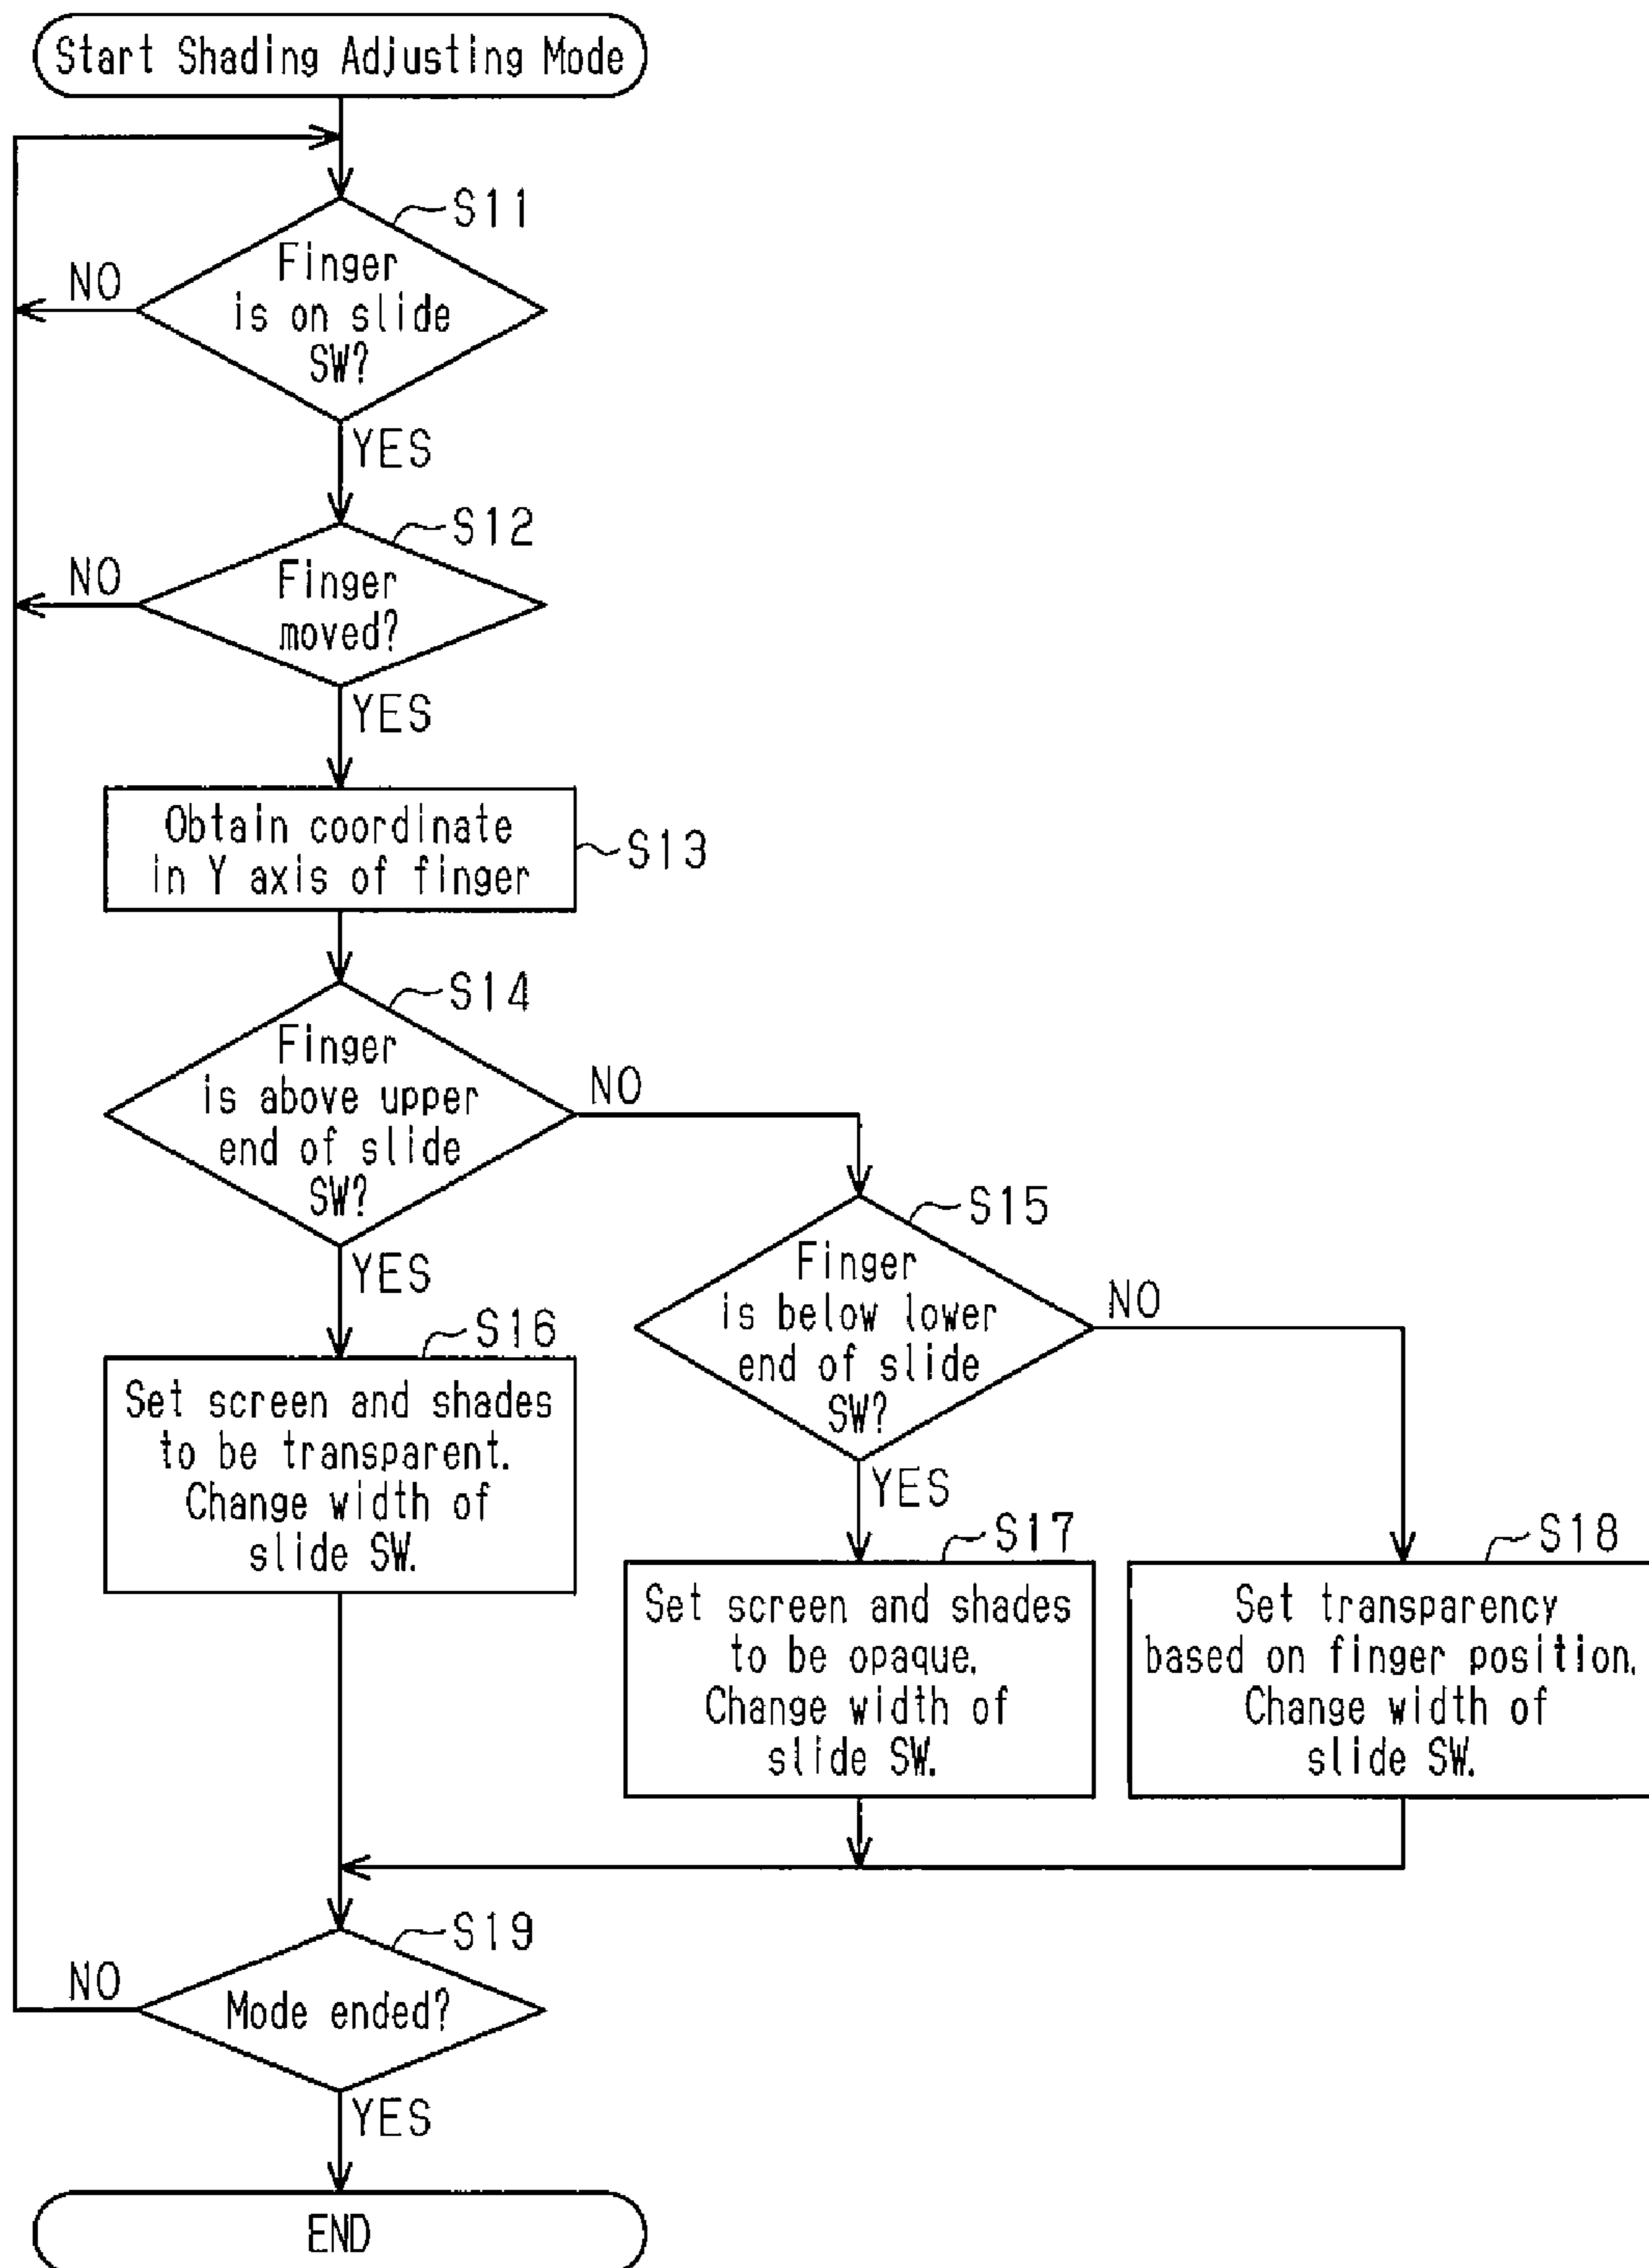 Start Shading Adjusting Mode
S11
Finger
is on slide
SW?
NO
YES
S12
Finger
moved?
NO
YES
Obtain coordinate
in Y axis of finger
S13
S14
Finger
is above upper
end of slide
SW?
NO
YES
S15
Finger
is below lower
end of slide
SW?
NO
YES
S16
Set screen and shades
to be transparent.
Change width of
slide SW.
S17
Set screen and shades
to be opaque.
Change width of
slide SW.
S18
Set transparency
based on finger position.
Change width of
slide SW.
S19
Mode ended?
NO
YES
END